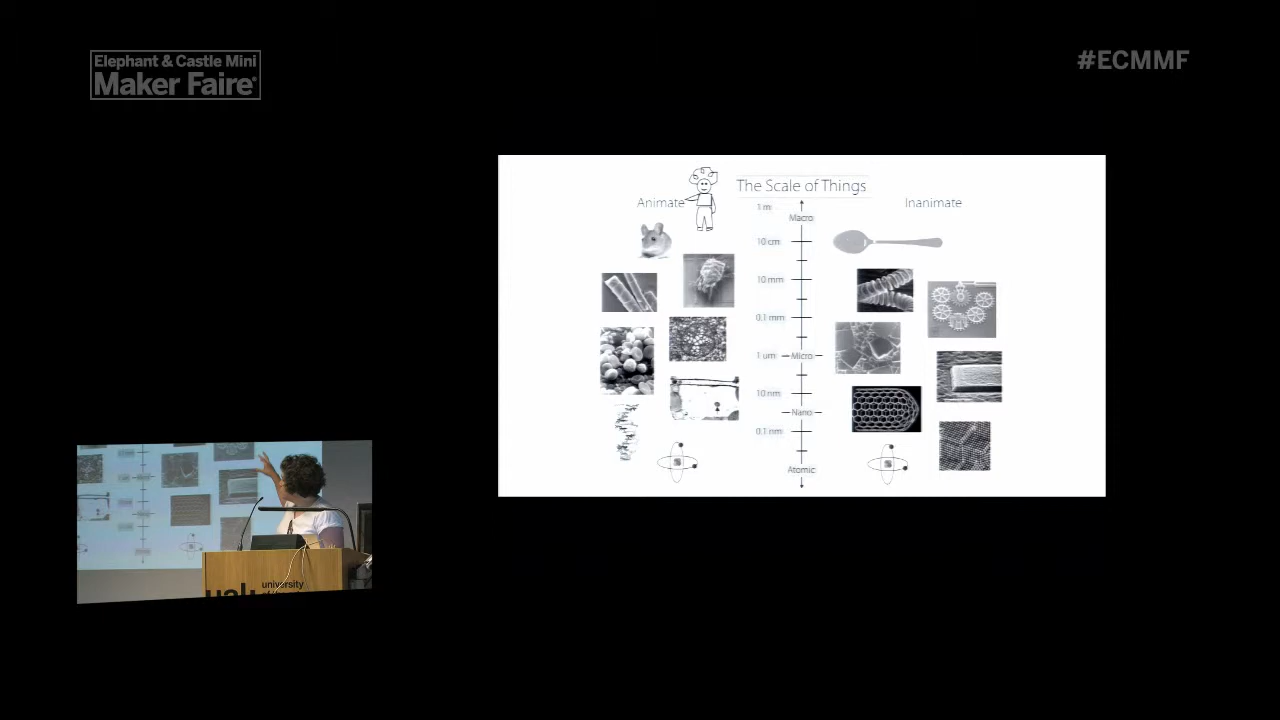 Elephant & Castle Mini
Maker Faire®
#ECMMF
The Scale of Things
Animate
Inanimate
1 m
Macro
10 cm
10 mm
0.1 mm
1 um
Micro
10 nm
Nano
0.1 nm
Atomic
ual:
university